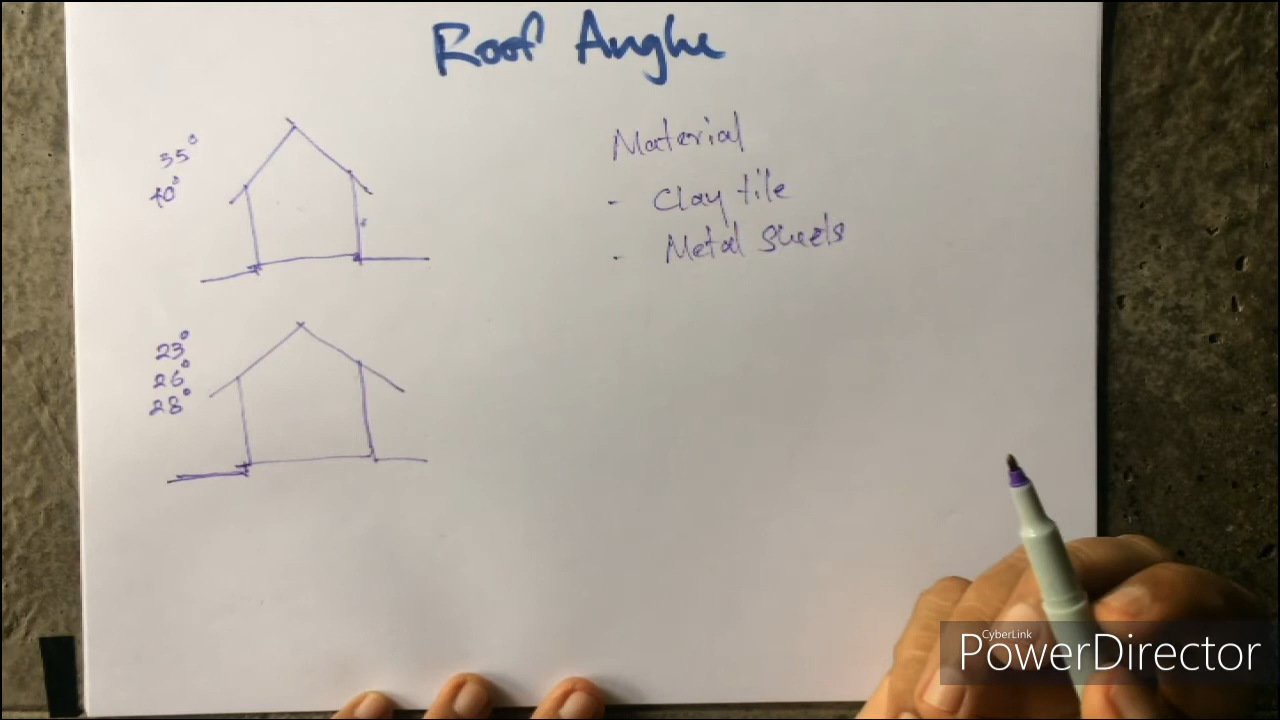 Roof Angle
35°
40°
Material
- Clay tile
- Metal Sheets
23°
26°
28°
CyberLink
PowerDirector